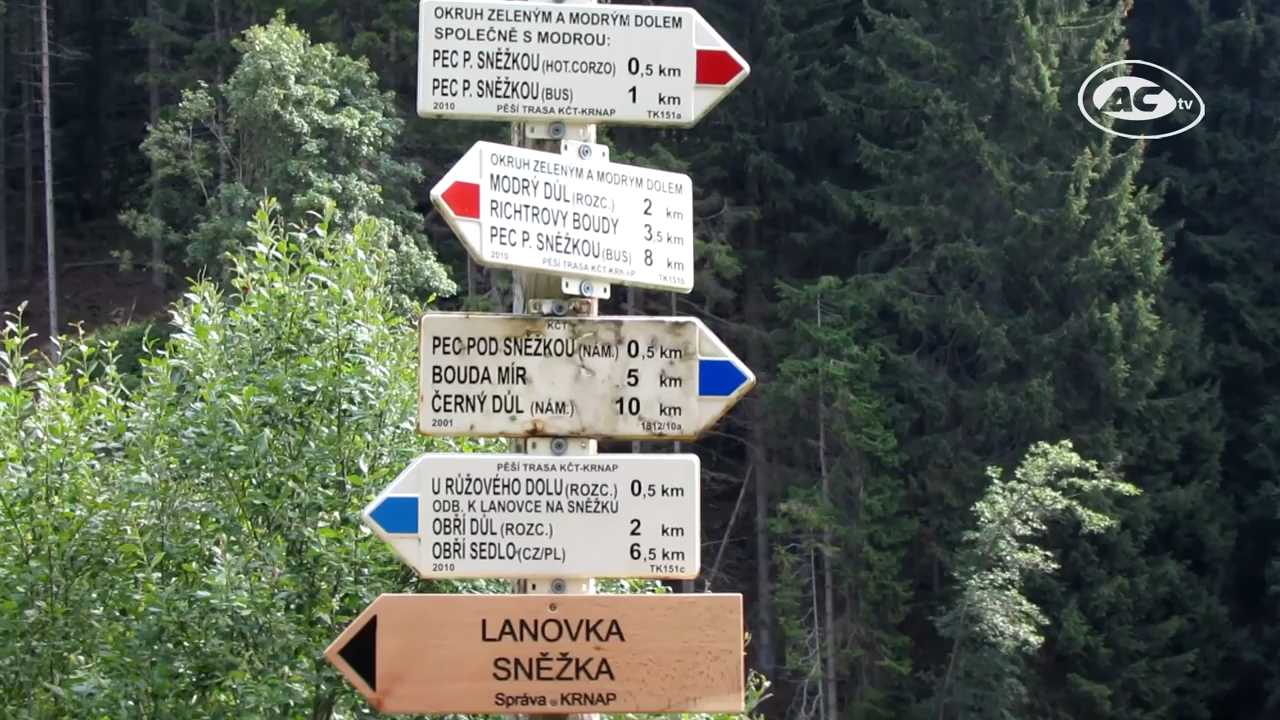 OKRUH ZELENÝM A MODRÝM DOLEM
SPOLEČNĚ S MODROU:
PEC P. SNĚŽKOU (HOT.CORZO) 0,5 km
PEC P. SNĚŽKOU (BUS) 1 km
2010 PĚŠÍ TRASA KČT-KRNAP TK151a
AC tv
OKRUH ZELENÝM A MODRÝM DOLEM
MODRÝ DŮL (ROZC.) 2 km
RICHTROVY BOUDY 3,5 km
PEC P. SNĚŽKOU (BUS) 8 km
2010 PĚŠÍ TRASA KČT-KRNAP TK151b
KČT
PEC POD SNĚŽKOU (NÁM.) 0,5 km
BOUDA MÍR 5 km
ČERNÝ DŮL (NÁM.) 10 km
2001 1812/10a
PĚŠÍ TRASA KČT-KRNAP
U RŮŽOVÉHO DOLU (ROZC.) 0,5 km
ODB. K LANOVCE NA SNĚŽKU
OBŘÍ DŮL (ROZC.) 2 km
OBŘÍ SEDLO (CZ/PL) 6,5 km
2010 TK151c
LANOVKA
SNĚŽKA
Správa KRNAP